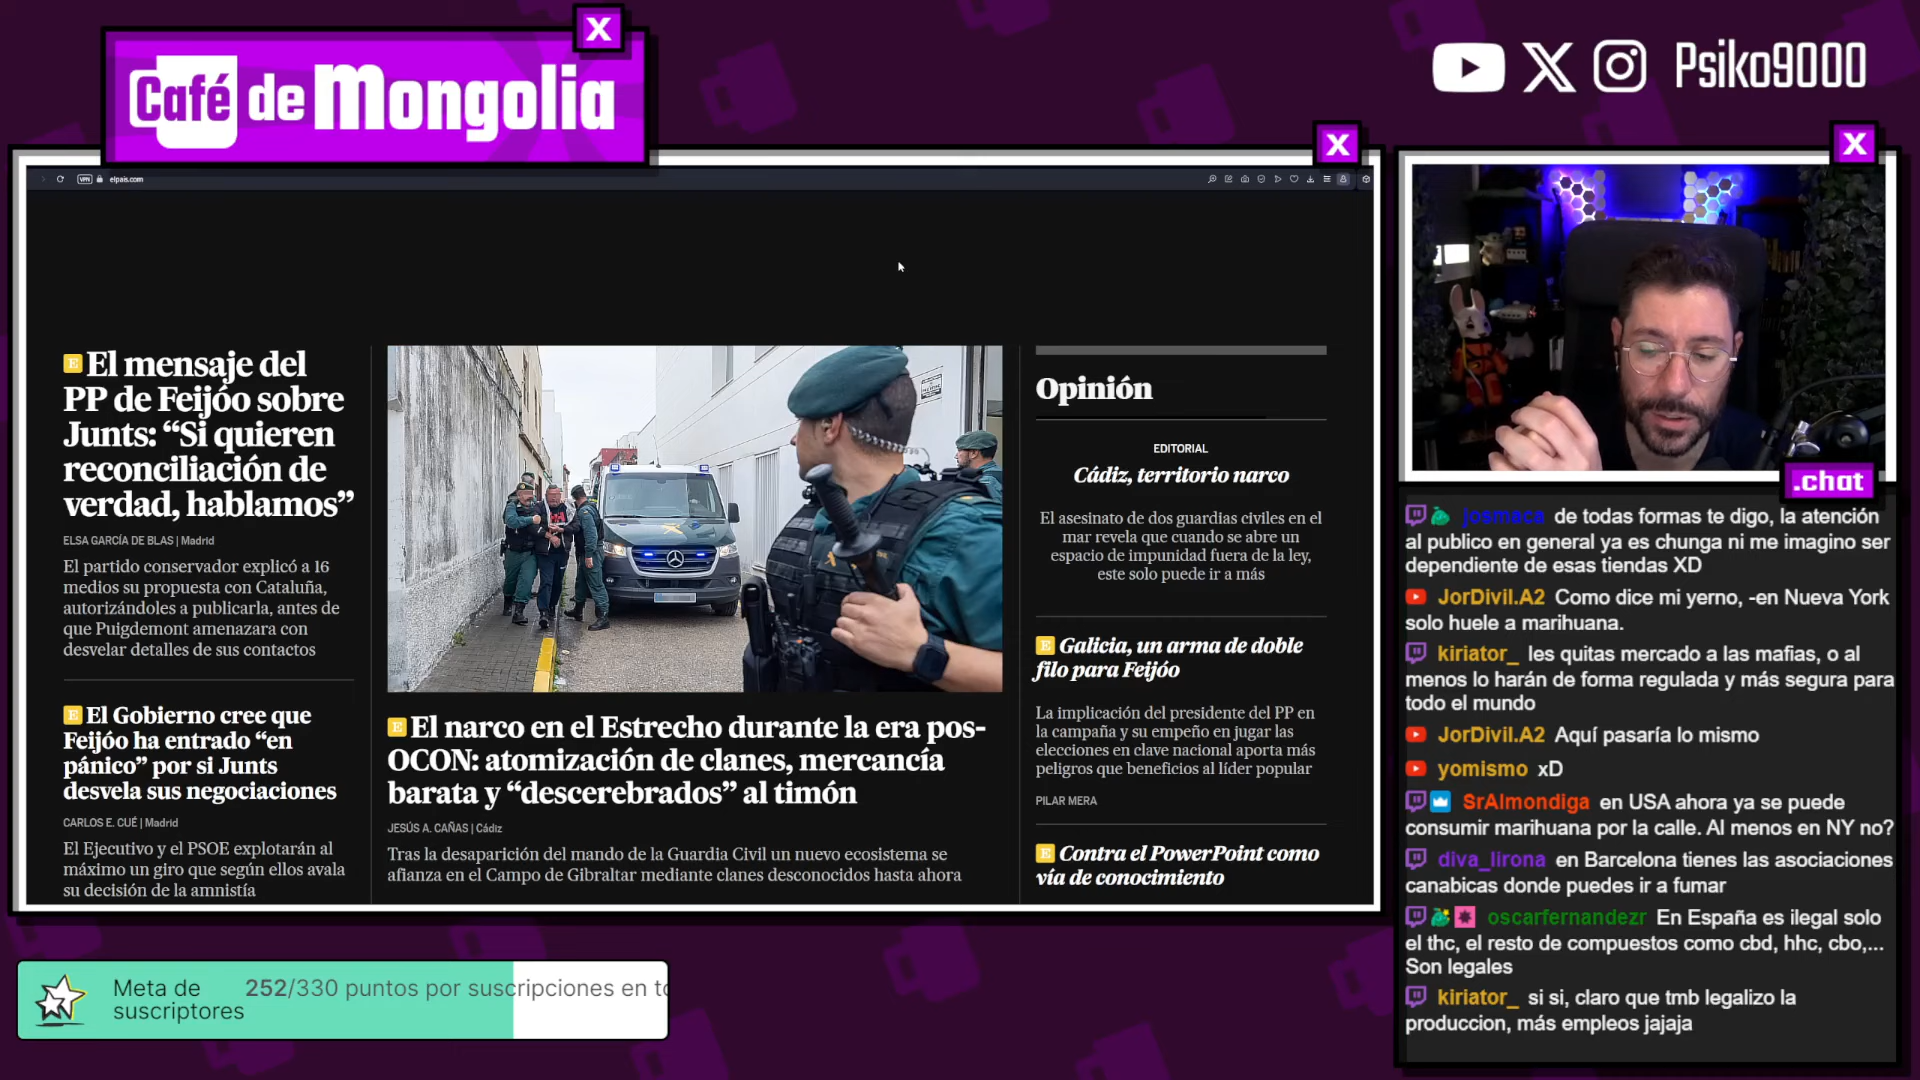 Café de Mongolia
X
Psiko9000
X
X
VPN
elpais.com
E El mensaje del
PP de Feijóo sobre
Junts: “Si quieren
reconciliación de
verdad, hablamos”
ELSA GARCÍA DE BLAS | Madrid
El partido conservador explicó a 16
medios su propuesta con Cataluña,
autorizándoles a publicarla, antes de
que Puigdemont amenazara con
desvelar detalles de sus contactos
E El Gobierno cree que
Feijóo ha entrado “en
pánico” por si Junts
desvela sus negociaciones
CARLOS E. CUÉ | Madrid
El Ejecutivo y el PSOE explotarán al
máximo un giro que según ellos avala
su decisión de la amnistía
E El narco en el Estrecho durante la era pos-
OCON: atomización de clanes, mercancía
barata y “descerebrados” al timón
JESÚS A. CAÑAS | Cádiz
Tras la desaparición del mando de la Guardia Civil un nuevo ecosistema se
afianza en el Campo de Gibraltar mediante clanes desconocidos hasta ahora
Opinión
EDITORIAL
Cádiz, territorio narco
El asesinato de dos guardias civiles en el
mar revela que cuando se abre un
espacio de impunidad fuera de la ley,
este solo puede ir a más
E Galicia, un arma de doble
filo para Feijóo
La implicación del presidente del PP en
la campaña y su empeño en jugar las
elecciones en clave nacional aporta más
peligros que beneficios al líder popular
PILAR MERA
E Contra el PowerPoint como
vía de conocimiento
.chat
josmaca de todas formas te digo, la atención
al publico en general ya es chunga ni me imagino ser
dependiente de esas tiendas XD
JorDivil.A2 Como dice mi yerno, -en Nueva York
solo huele a marihuana.
kiriator_ les quitas mercado a las mafias, o al
menos lo harán de forma regulada y más segura para
todo el mundo
JorDivil.A2 Aquí pasaría lo mismo
yomismo xD
SrAlmondiga en USA ahora ya se puede
consumir marihuana por la calle. Al menos en NY no?
diva_lirona en Barcelona tienes las asociaciones
canabicas donde puedes ir a fumar
oscarfernandezr En España es ilegal solo
el thc, el resto de compuestos como cbd, hhc, cbo,...
Son legales
kiriator_ si si, claro que tmb legalizo la
produccion, más empleos jajaja
Meta de
suscriptores
252/330 puntos por suscripciones en to